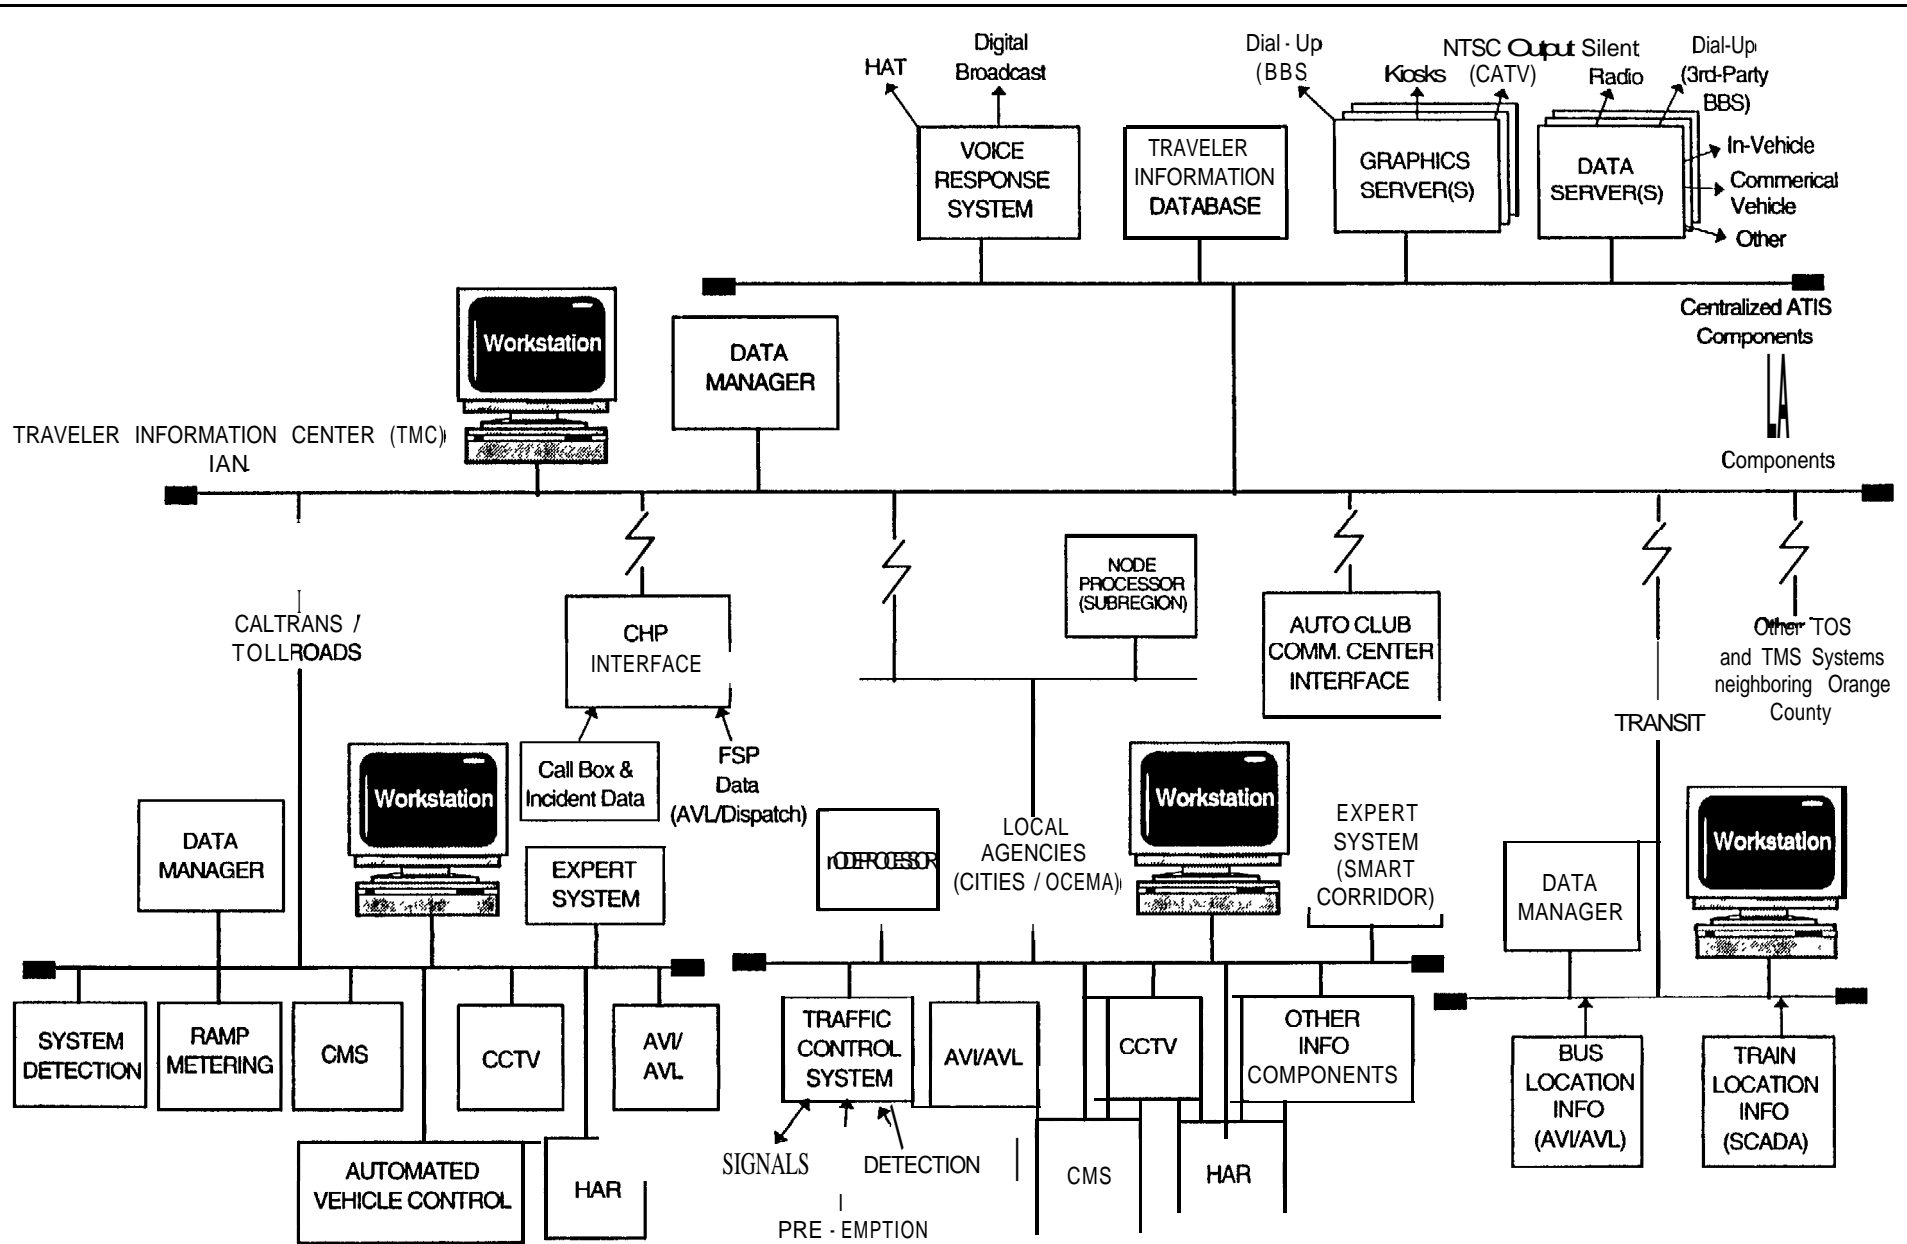 HAT
Digital
Broadcast
Dial - Up
(BBS
Kiosks
NTSC Output
(CATV)
Silent
Radio
Dial-Up
(3rd-Party
BBS)
VOICE
RESPONSE
SYSTEM
TRAVELER
INFORMATION
DATABASE
GRAPHICS
SERVER(S)
DATA
SERVER(S)
In-Vehicle
Commerical
Vehicle
Other
Centralized ATIS
Components
Components
Workstation
DATA
MANAGER
TRAVELER INFORMATION CENTER (TMC)
IAN
CALTRANS /
TOLLROADS
CHP
INTERFACE
NODE
PROCESSOR
(SUBREGION)
AUTO CLUB
COMM. CENTER
INTERFACE
Other TOS
and TMS Systems
neighboring Orange
County
TRANSIT
Call Box &
Incident Data
FSP
Data
(AVL/Dispatch)
DATA
MANAGER
Workstation
EXPERT
SYSTEM
LOCAL
AGENCIES
(CITIES / OCEMA)
Workstation
EXPERT
SYSTEM
(SMART
CORRIDOR)
DATA
MANAGER
Workstation
SYSTEM
DETECTION
RAMP
METERING
CMS
CCTV
AVI/
AVL
AUTOMATED
VEHICLE CONTROL
HAR
TRAFFIC
CONTROL
SYSTEM
AVI/AVL
CCTV
OTHER
INFO
COMPONENTS
SIGNALS
DETECTION
PRE - EMPTION
CMS
HAR
BUS
LOCATION
INFO
(AVI/AVL)
TRAIN
LOCATION
INFO
(SCADA)